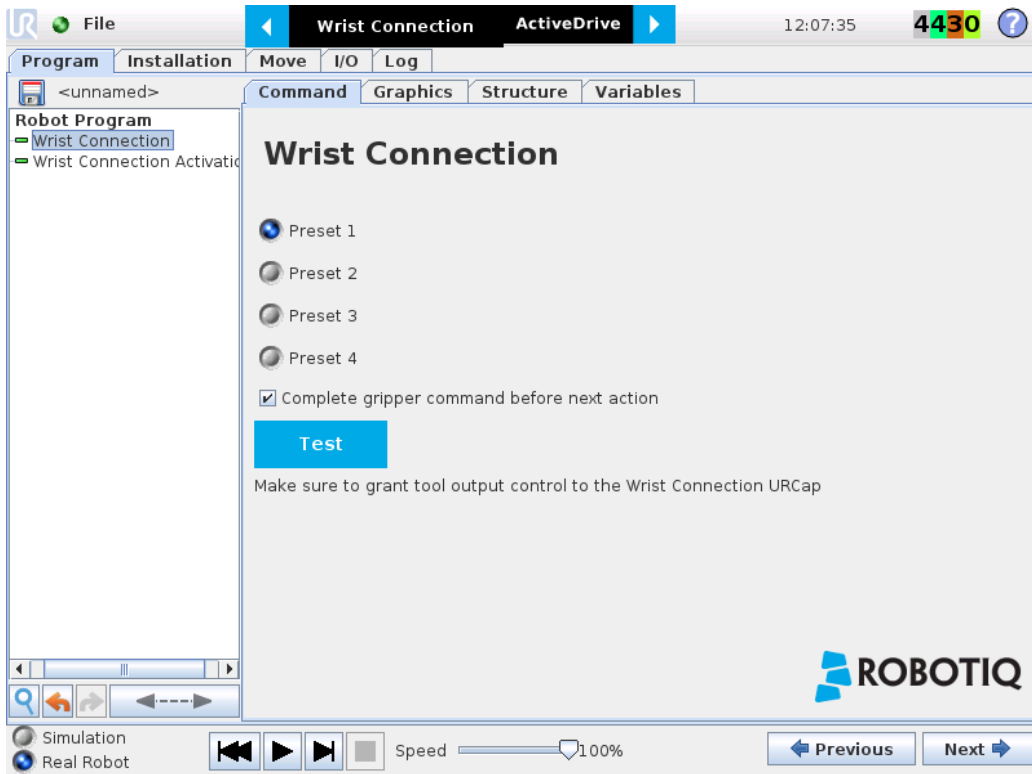 UR File Wrist Connection ActiveDrive 12:07:35 4430 ?
Program Installation Move I/O Log
<unnamed> Command Graphics Structure Variables
Robot Program
Wrist Connection
Wrist Connection Activatio
Wrist Connection
Preset 1
Preset 2
Preset 3
Preset 4
Complete gripper command before next action
Test
Make sure to grant tool output control to the Wrist Connection URCap
ROBOTIQ
Simulation
Real Robot
Speed 100% Previous Next